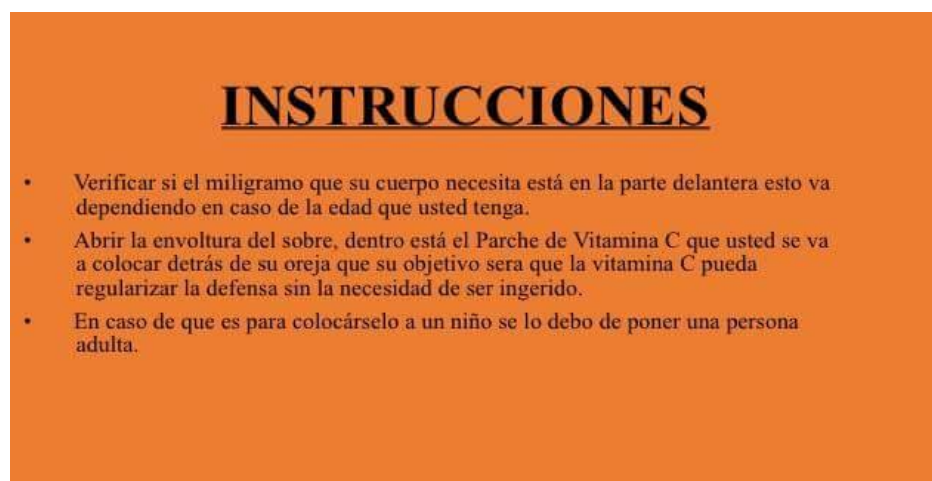 INSTRUCCIONES
• Verificar si el miligramo que su cuerpo necesita está en la parte delantera esto va
dependiendo en caso de la edad que usted tenga.
• Abrir la envoltura del sobre, dentro está el Parche de Vitamina C que usted se va
a colocar detrás de su oreja que su objetivo sera que la vitamina C pueda
regularizar la defensa sin la necesidad de ser ingerido.
• En caso de que es para colocárselo a un niño se lo debo de poner una persona
adulta.